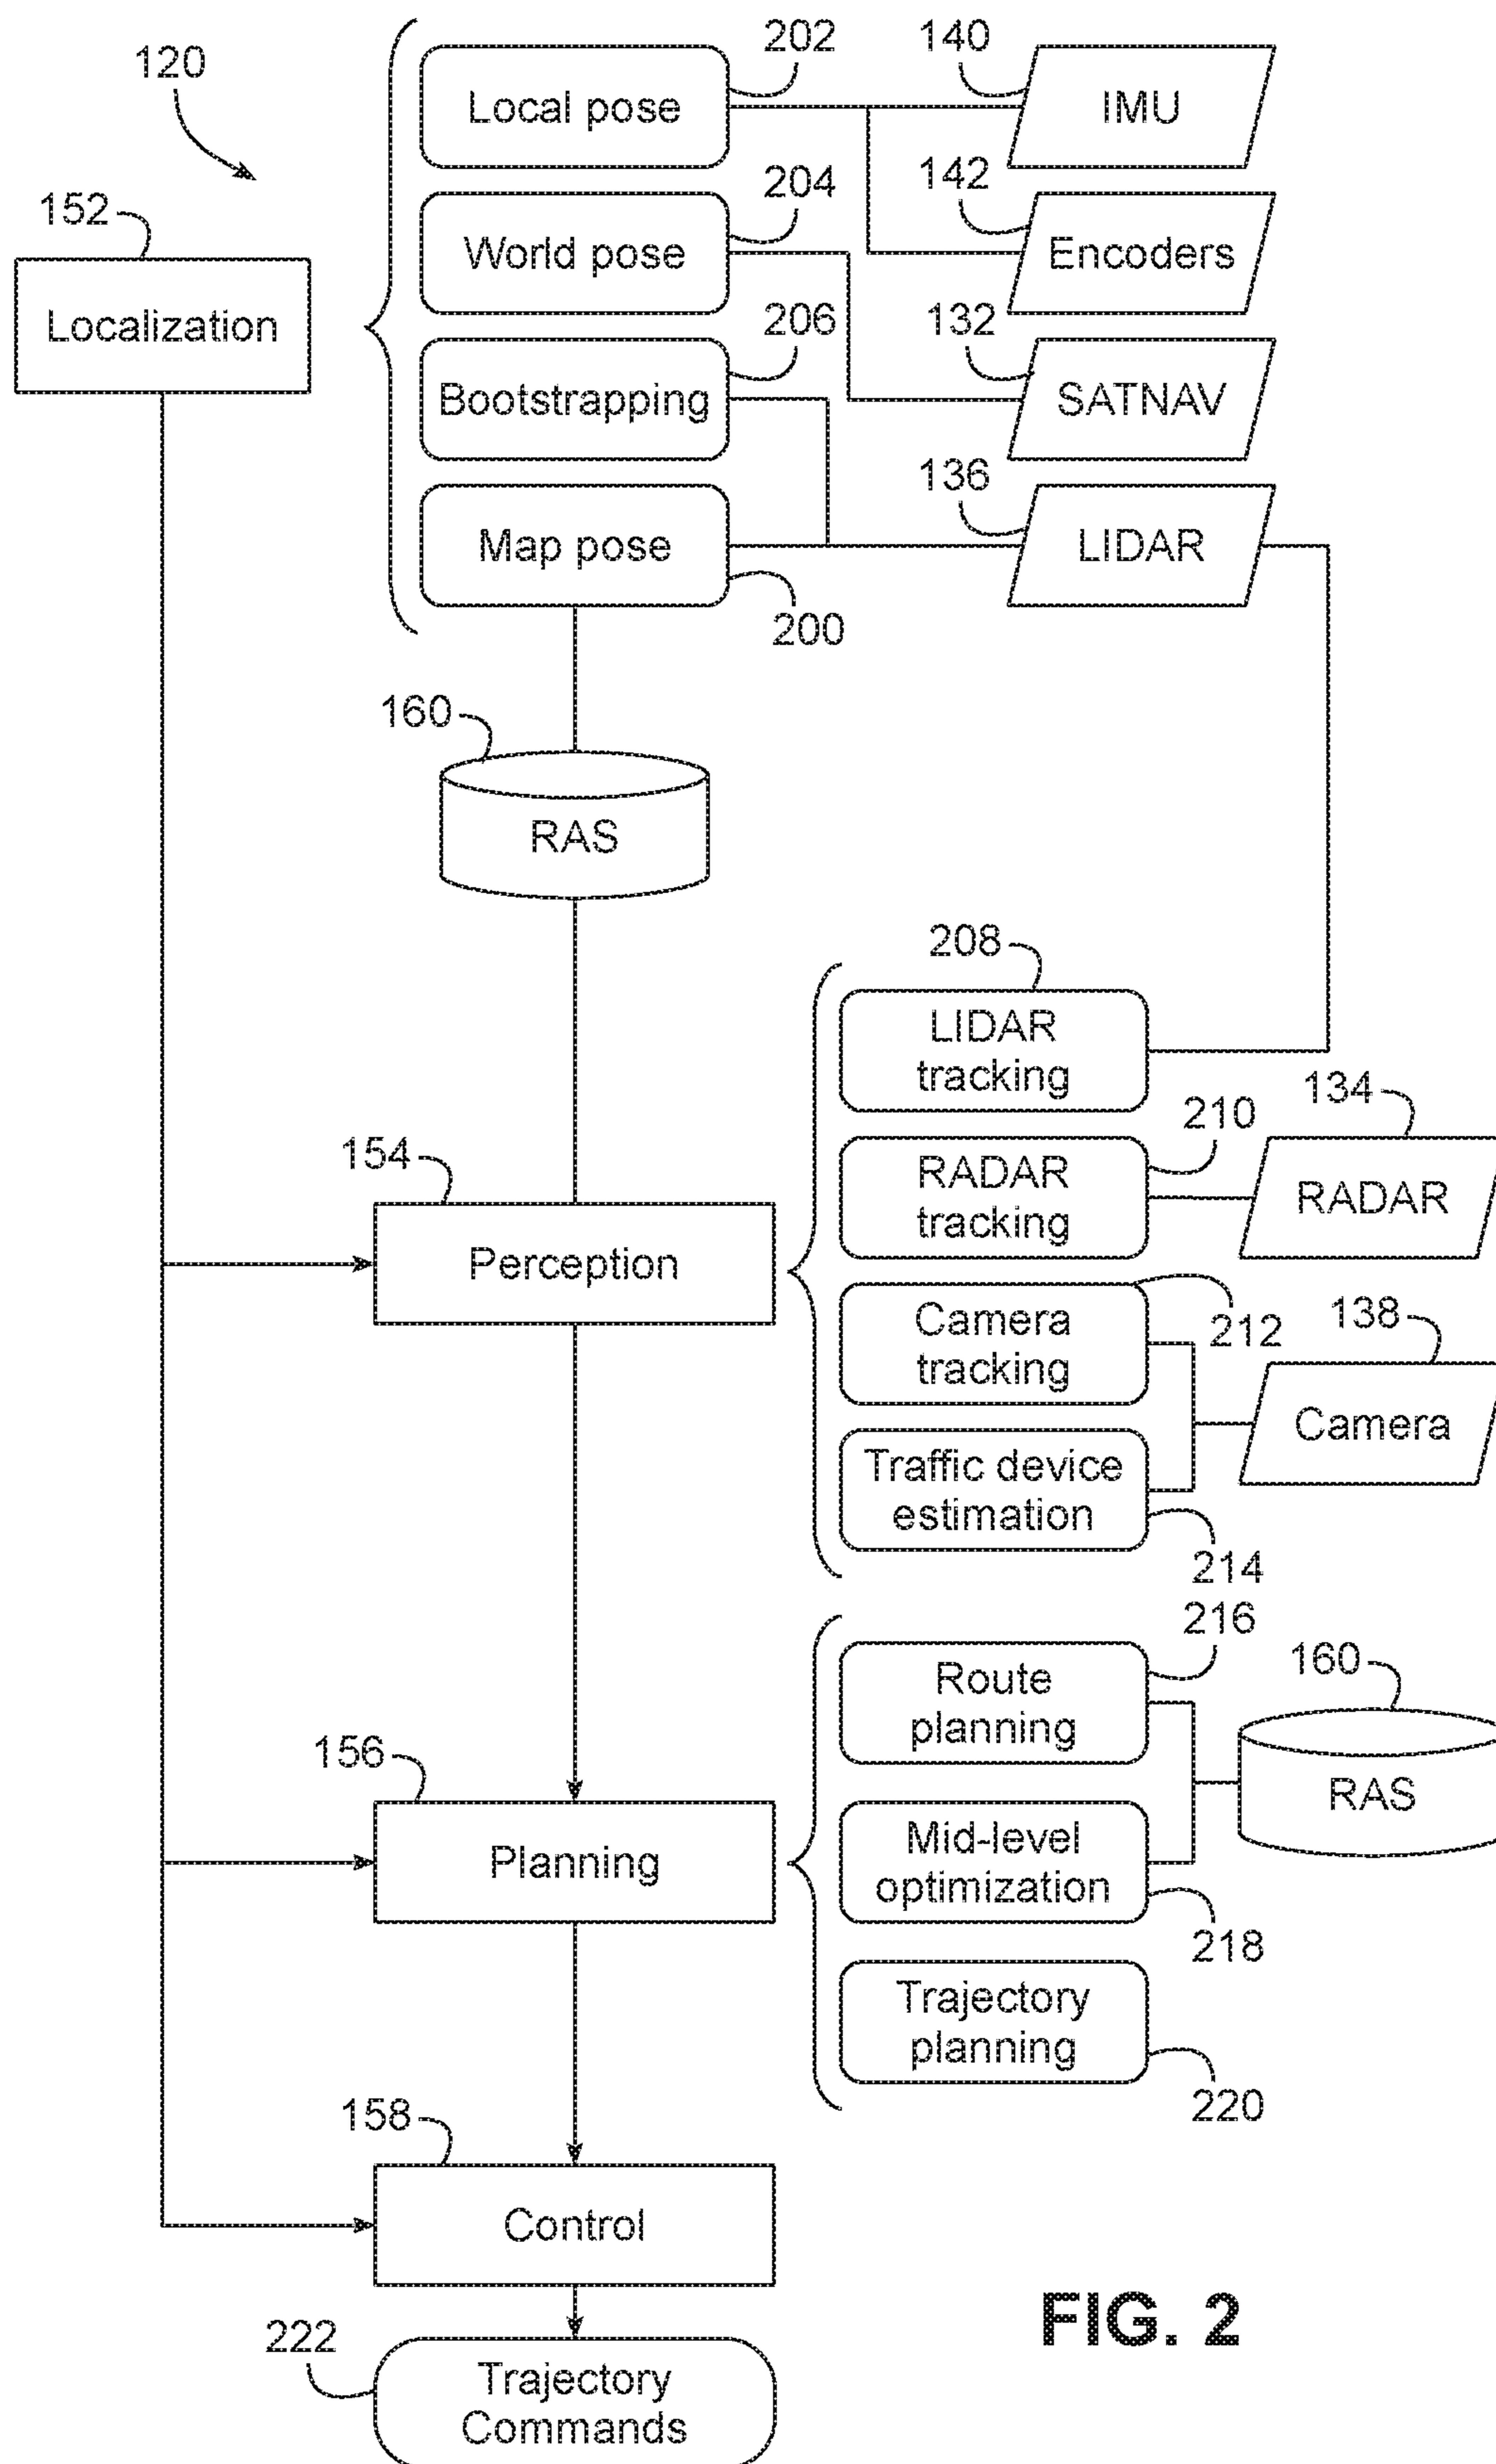 120
202
140
Local pose
IMU
152
204
142
World pose
Encoders
Localization
206
132
Bootstrapping
SATNAV
136
Map pose
LIDAR
200
160
RAS
208
LIDAR
tracking
134
210
154
RADAR
tracking
RADAR
Perception
212
138
Camera
tracking
Camera
Traffic device
estimation
214
216
160
Route
planning
156
RAS
Planning
Mid-level
optimization
218
Trajectory
planning
220
158
Control
FIG. 2
222
Trajectory
Commands